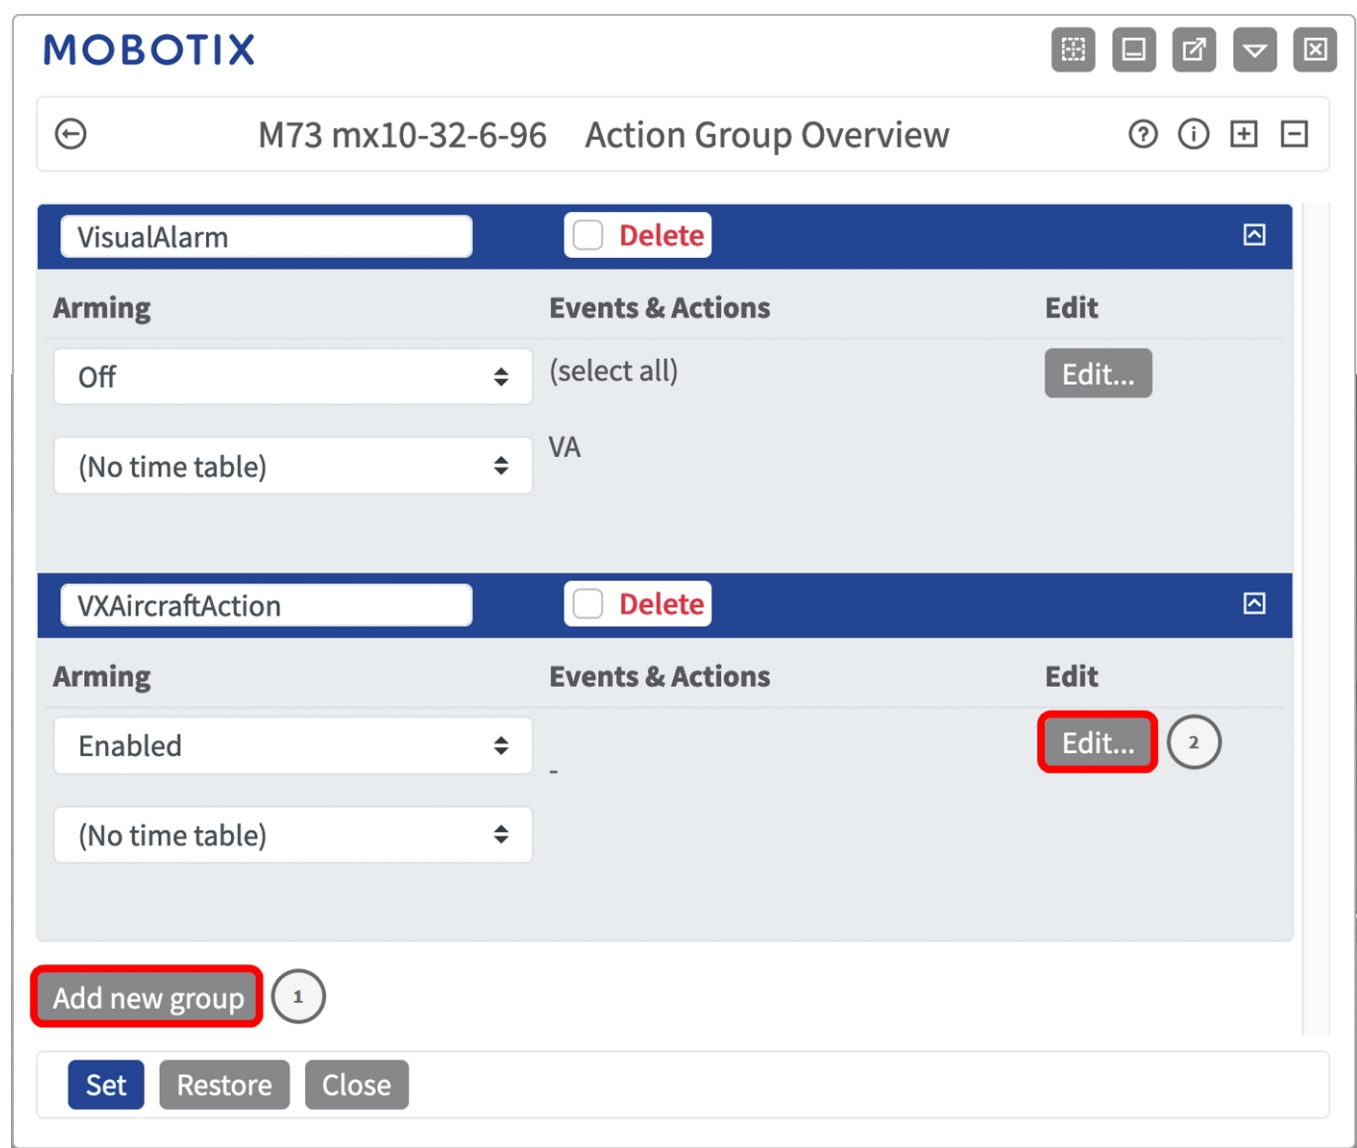 MOBOTIX
M73 mx10-32-6-96 Action Group Overview
VisualAlarm Delete
Arming Events & Actions Edit
Off (select all) Edit...
(No time table) VA
VXAircraftAction Delete
Arming Events & Actions Edit
Enabled - Edit... 2
(No time table)
Add new group 1
Set Restore Close